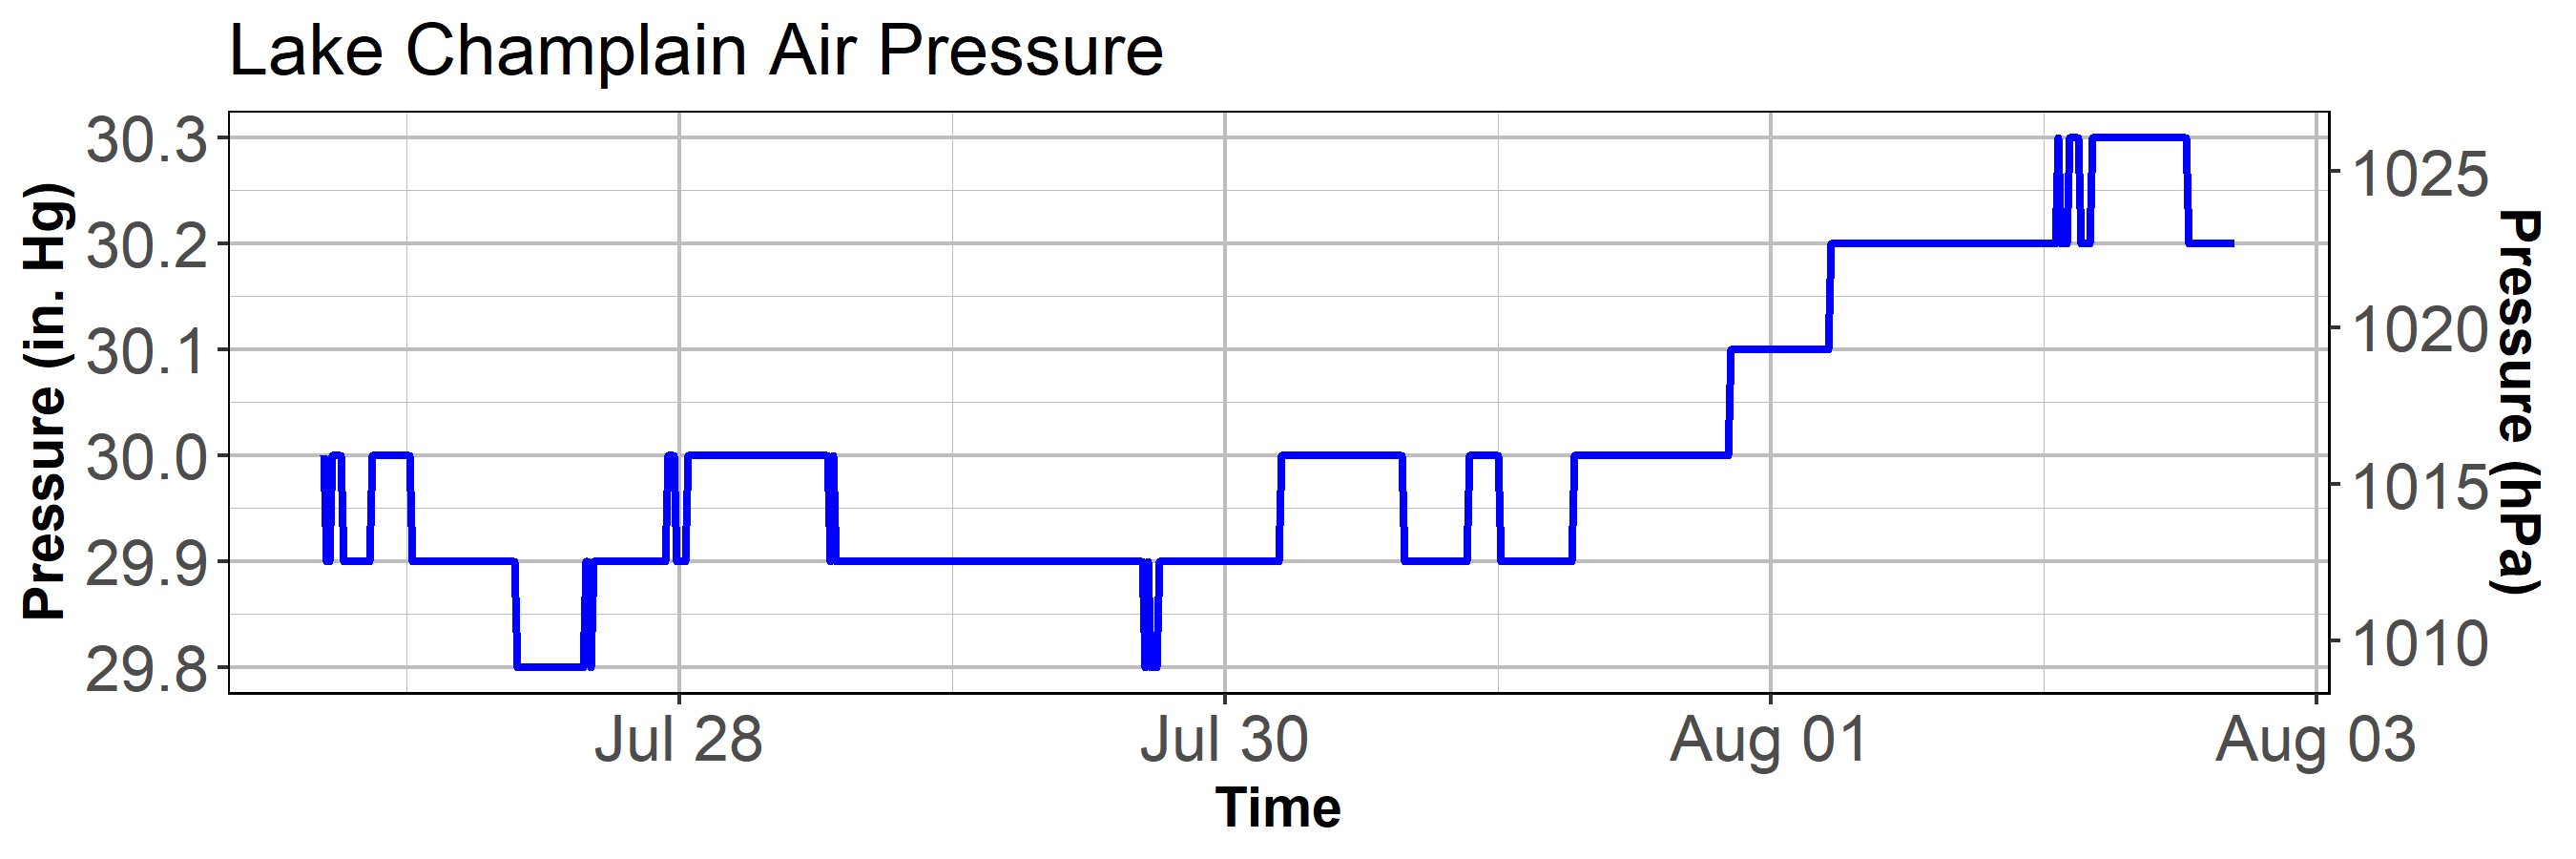 Lake Champlain Air Pressure
Pressure (in. Hg)
30.3
30.2
30.1
30.0
29.9
29.8
1025
1020
1015
1010
Pressure (hPa)
Jul 28
Jul 30
Aug 01
Aug 03
Time